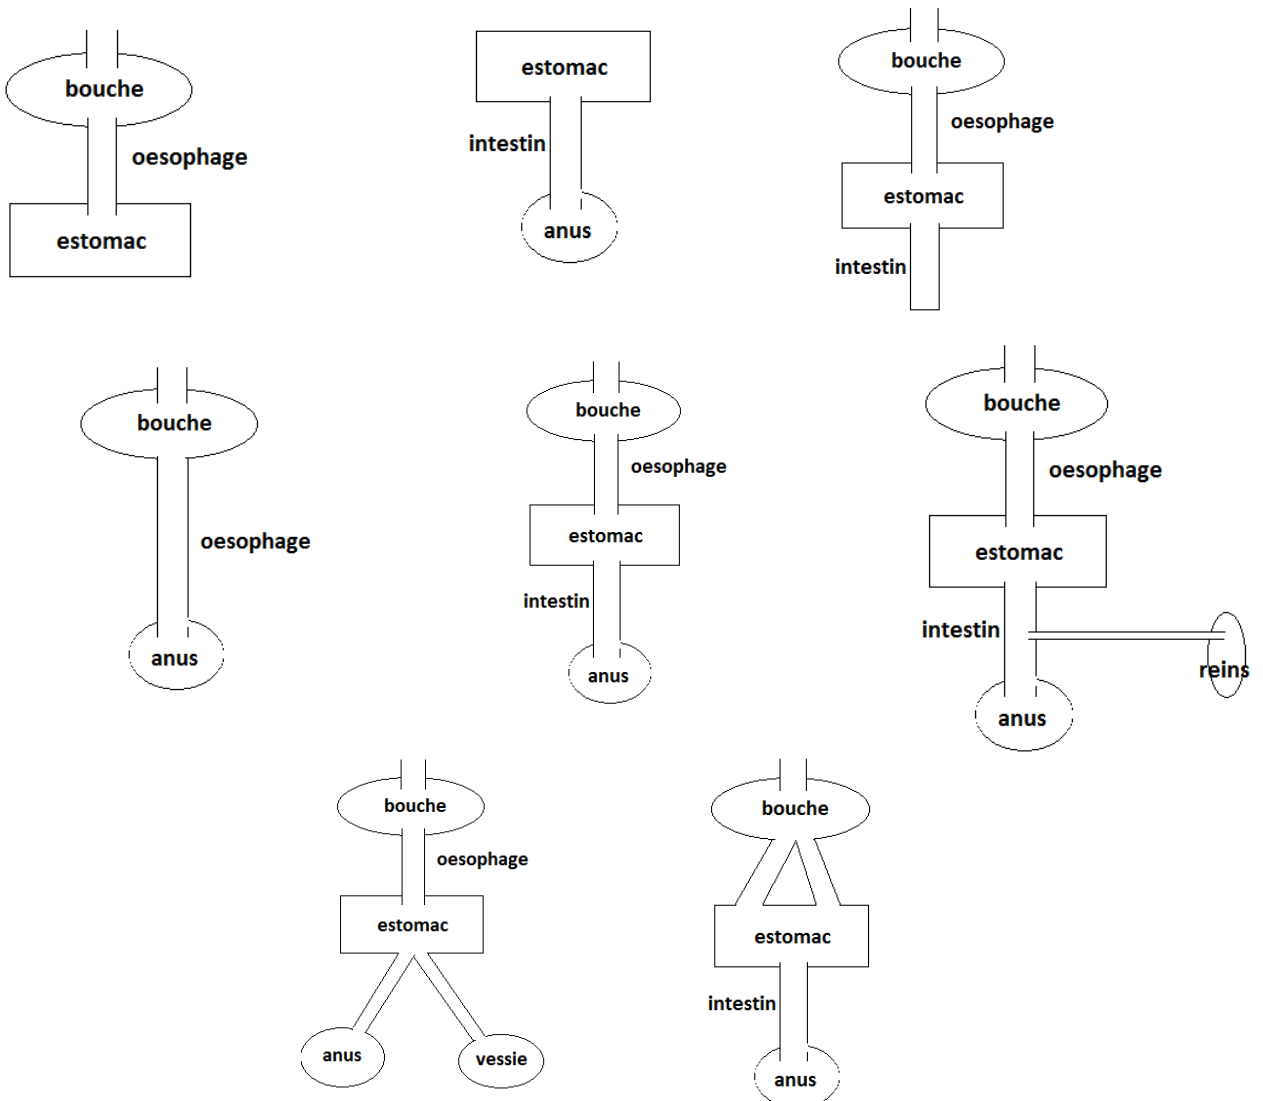 bouche
oesophage
estomac
estomac
intestin
anus
bouche
oesophage
estomac
intestin
bouche
oesophage
anus
bouche
oesophage
estomac
intestin
anus
bouche
oesophage
estomac
intestin
reins
anus
bouche
oesophage
estomac
anus
vessie
bouche
estomac
intestin
anus